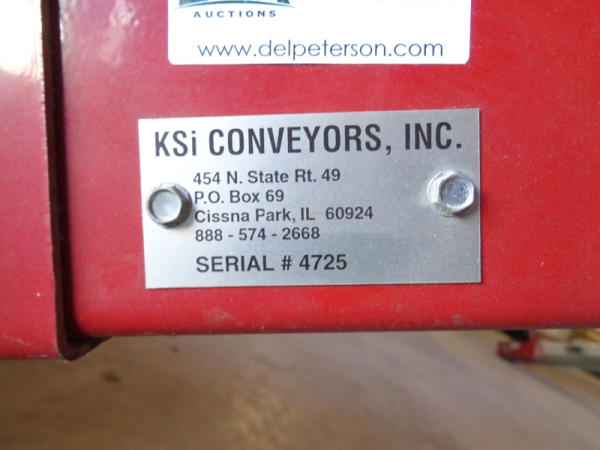 AUCTIONS
www.delpeterson.com
KSi CONVEYORS, INC.
454 N. State Rt. 49
P.O. Box 69
Cissna Park, IL 60924
888 - 574 - 2668
SERIAL # 4725